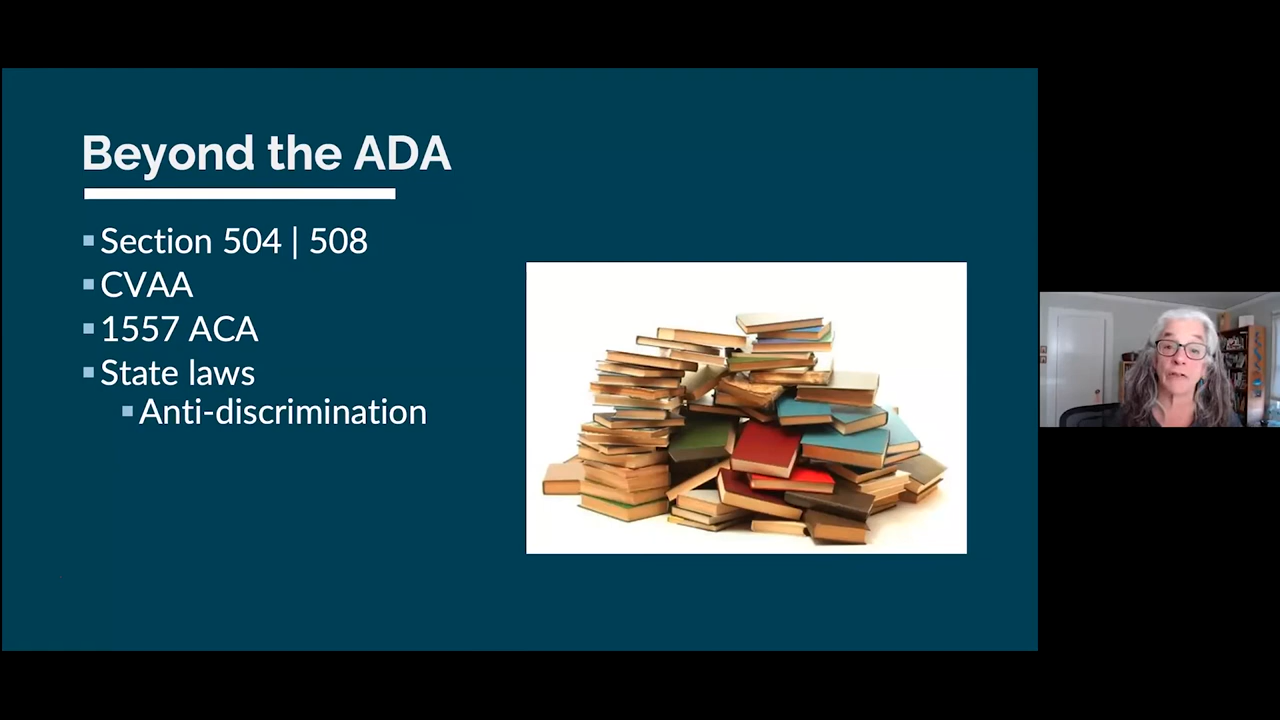 Beyond the ADA
Section 504 | 508
CVAA
1557 ACA
State laws
Anti-discrimination